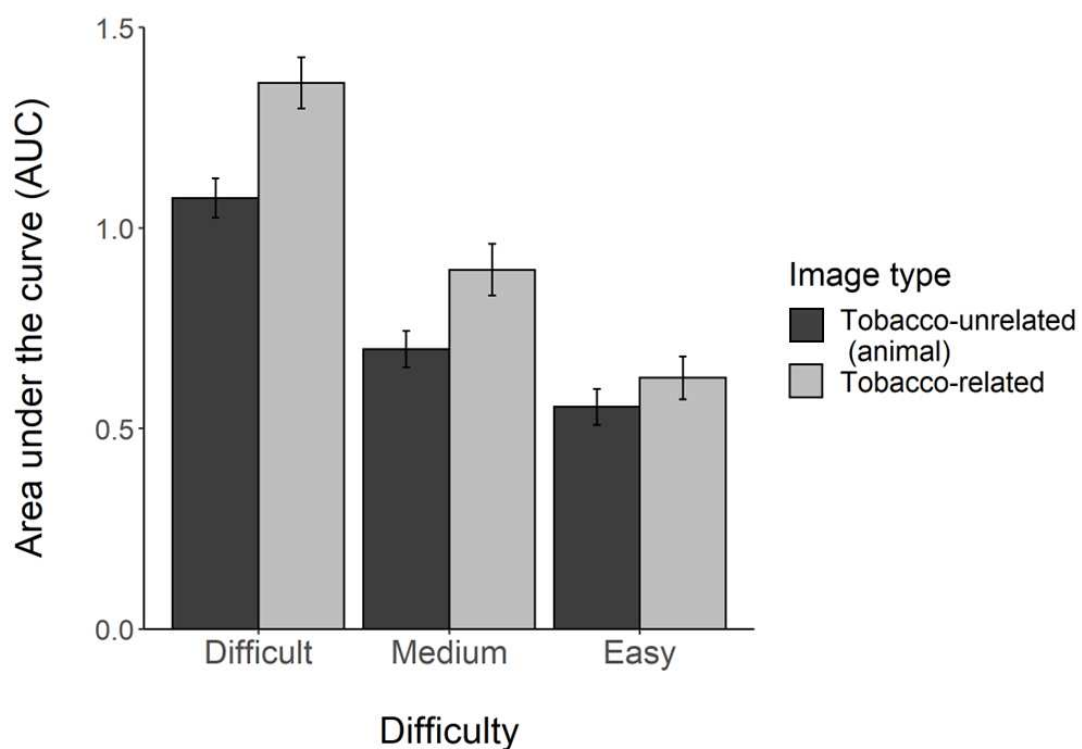 Area under the curve (AUC)
1.5
1.0
0.5
0.0
Difficult Medium Easy
Difficulty
Image type
Tobacco-unrelated
(animal)
Tobacco-related